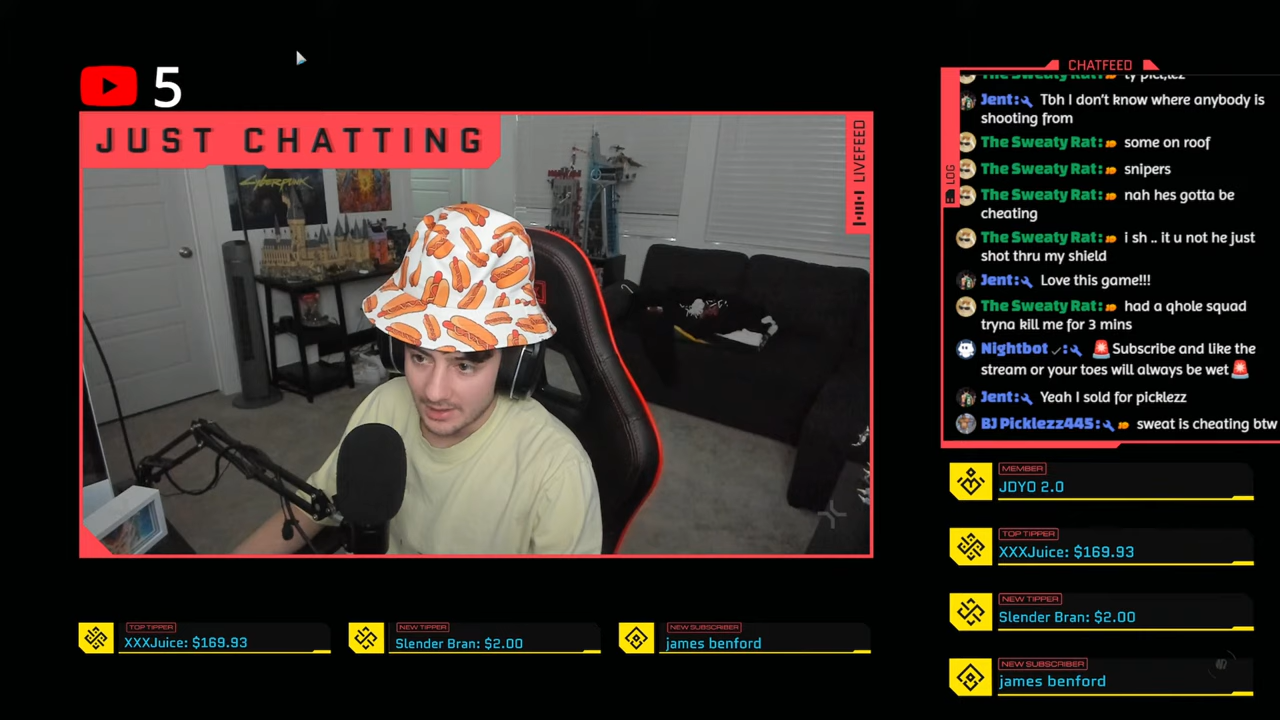 5
JUST CHATTING
LIVEFEED
CYBERPUNK
CHATFEED
LOG
The Sweaty Rat:
Jent: Tbh I don't know where anybody is
shooting from
The Sweaty Rat: some on roof
The Sweaty Rat: snipers
The Sweaty Rat: nah hes gotta be
cheating
The Sweaty Rat: i sh .. it u not he just
shot thru my shield
Jent: Love this game!!!
The Sweaty Rat: had a qhole squad
tryna kill me for 3 mins
Nightbot ✓: 🚨Subscribe and like the
stream or your toes will always be wet🚨
Jent: Yeah I sold for picklezz
BJ Picklezz445: sweat is cheating btw
MEMBER
JDYO 2.0
TOP TIPPER
XXXJuice: $169.93
NEW TIPPER
Slender Bran: $2.00
NEW SUBSCRIBER
james benford
TOP TIPPER
XXXJuice: $169.93
NEW TIPPER
Slender Bran: $2.00
NEW SUBSCRIBER
james benford